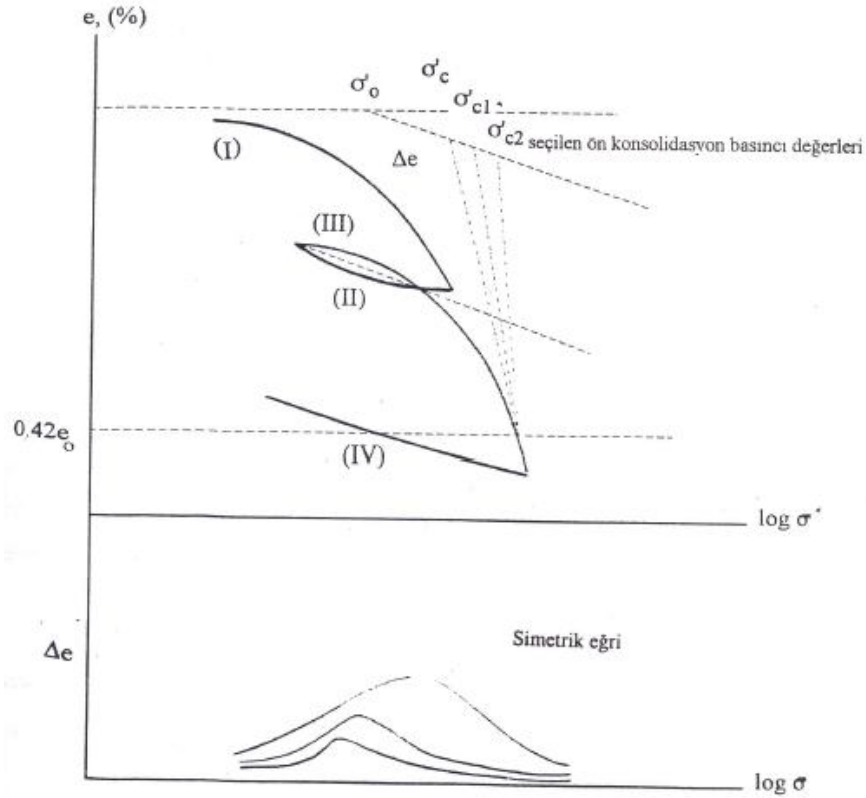 e, (%)
σ'c
σ'o
σ'c1
σ'c2 seçilen ön konsolidasyon basıncı değerleri
(I)
Δe
(III)
(II)
0.42eo
(IV)
log σ'
Simetrik eğri
Δe
log σ